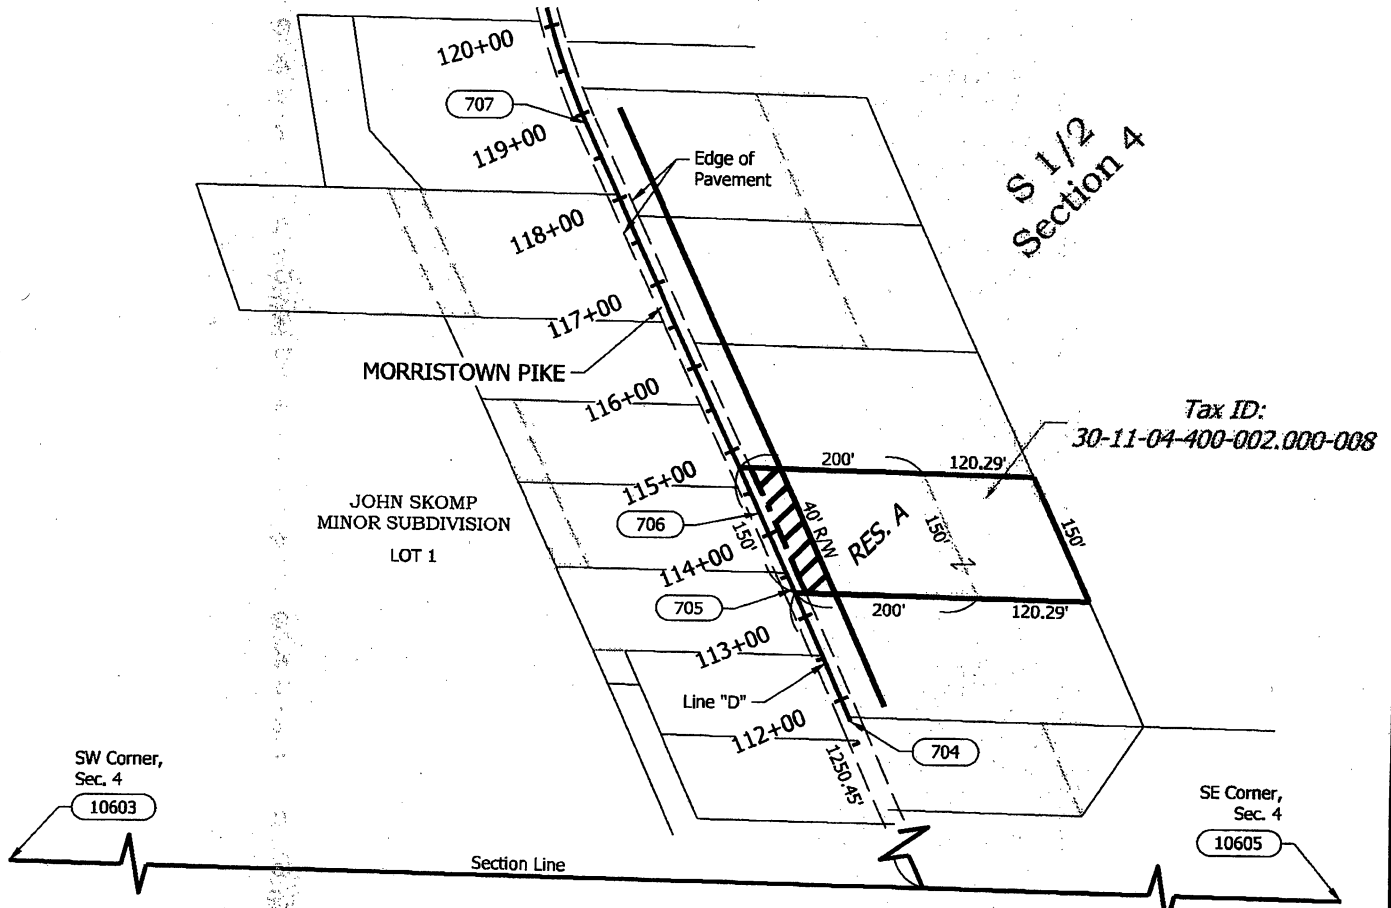 120+00
707
119+00
Edge of
Pavement
S 1/2
Section 4
118+00
117+00
MORRISTOWN PIKE
116+00
Tax ID:
30-11-04-400-002.000-008
200'
120.29'
115+00
JOHN SKOMP
MINOR SUBDIVISION
LOT 1
706
150'
40' R/W
RES. A
150'
150'
114+00
705
200'
120.29'
113+00
Line "D"
112+00
704
1250.45'
SW Corner,
Sec. 4
10603
SE Corner,
Sec. 4
10605
Section Line